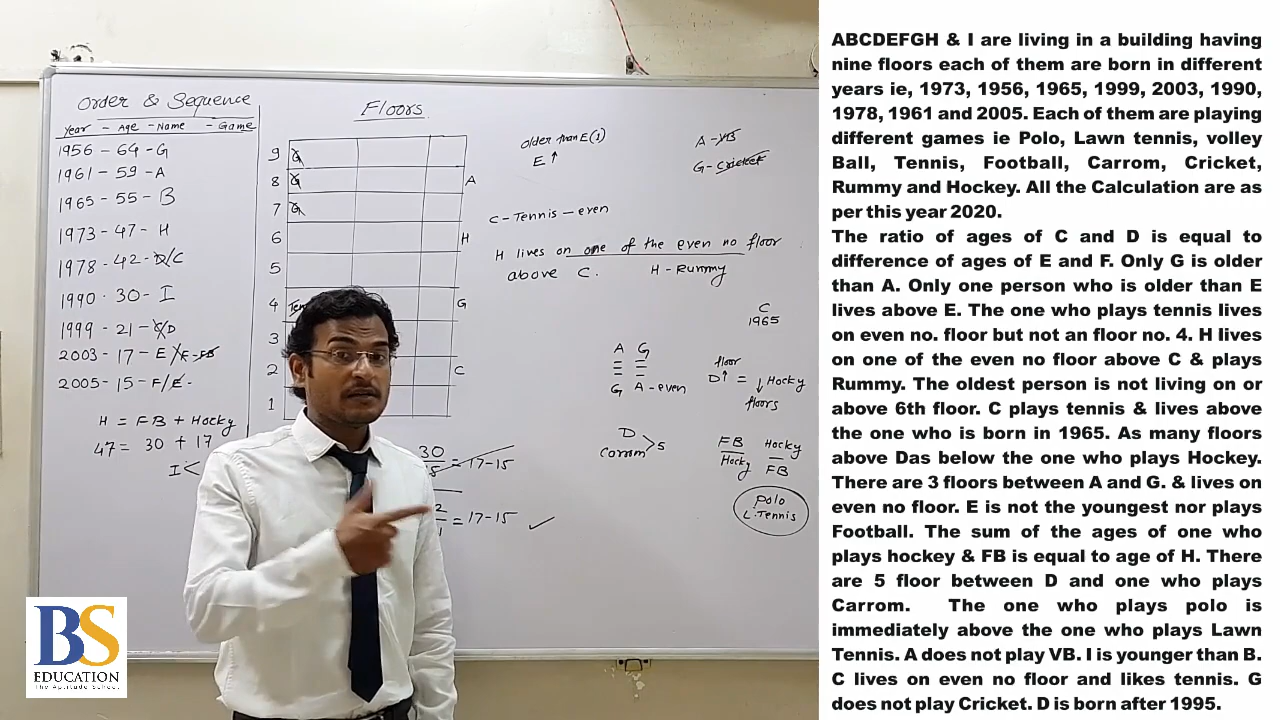 Order & Sequence
Year - Age - Name - Game
1956 - 64 - G
1961 - 59 - A
1965 - 55 - B
1973 - 47 - H
1978 - 42 - D/C
1990 - 30 - I
1999 - 21 - C/D
2003 - 17 - E/F - FB
2005 - 15 - F/E -
H = FB + Hocky
47 = 30 + 17
I <
Floors
9 G
8 G A
7 G
6 H
5
4 Ten G
3
2 C
1
30
15 = 17-15
2
1 = 17-15
older than E (1)
E ↑
A - VB
G - Cricket
C - Tennis - even
H lives on one of the even no floor
above C. H - Rummy
C
1965
A G
G A - even
floor
D↑ = ↓ Hocky
floors
D
Carrom > 5
FB Hocky
Hocky FB
Polo
L.Tennis
BS
EDUCATION
The Aptitude School
ABCDEFGH & I are living in a building having
nine floors each of them are born in different
years ie, 1973, 1956, 1965, 1999, 2003, 1990,
1978, 1961 and 2005. Each of them are playing
different games ie Polo, Lawn tennis, volley
Ball, Tennis, Football, Carrom, Cricket,
Rummy and Hockey. All the Calculation are as
per this year 2020.
The ratio of ages of C and D is equal to
difference of ages of E and F. Only G is older
than A. Only one person who is older than E
lives above E. The one who plays tennis lives
on even no. floor but not an floor no. 4. H lives
on one of the even no floor above C & plays
Rummy. The oldest person is not living on or
above 6th floor. C plays tennis & lives above
the one who is born in 1965. As many floors
above Das below the one who plays Hockey.
There are 3 floors between A and G. & lives on
even no floor. E is not the youngest nor plays
Football. The sum of the ages of one who
plays hockey & FB is equal to age of H. There
are 5 floor between D and one who plays
Carrom. The one who plays polo is
immediately above the one who plays Lawn
Tennis. A does not play VB. I is younger than B.
C lives on even no floor and likes tennis. G
does not play Cricket. D is born after 1995.